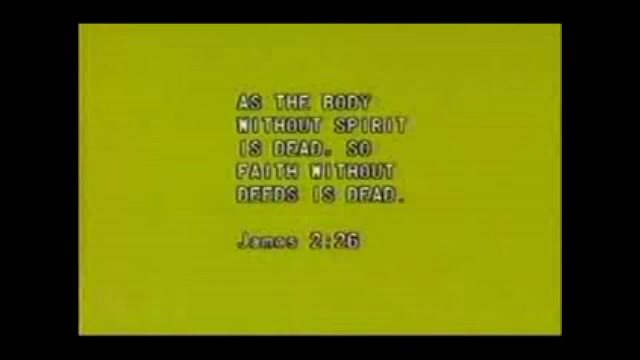 AS THE BODY
WITHOUT SPIRIT
IS DEAD. SO
FAITH WITHOUT
DEEDS IS DEAD.
James 2:26